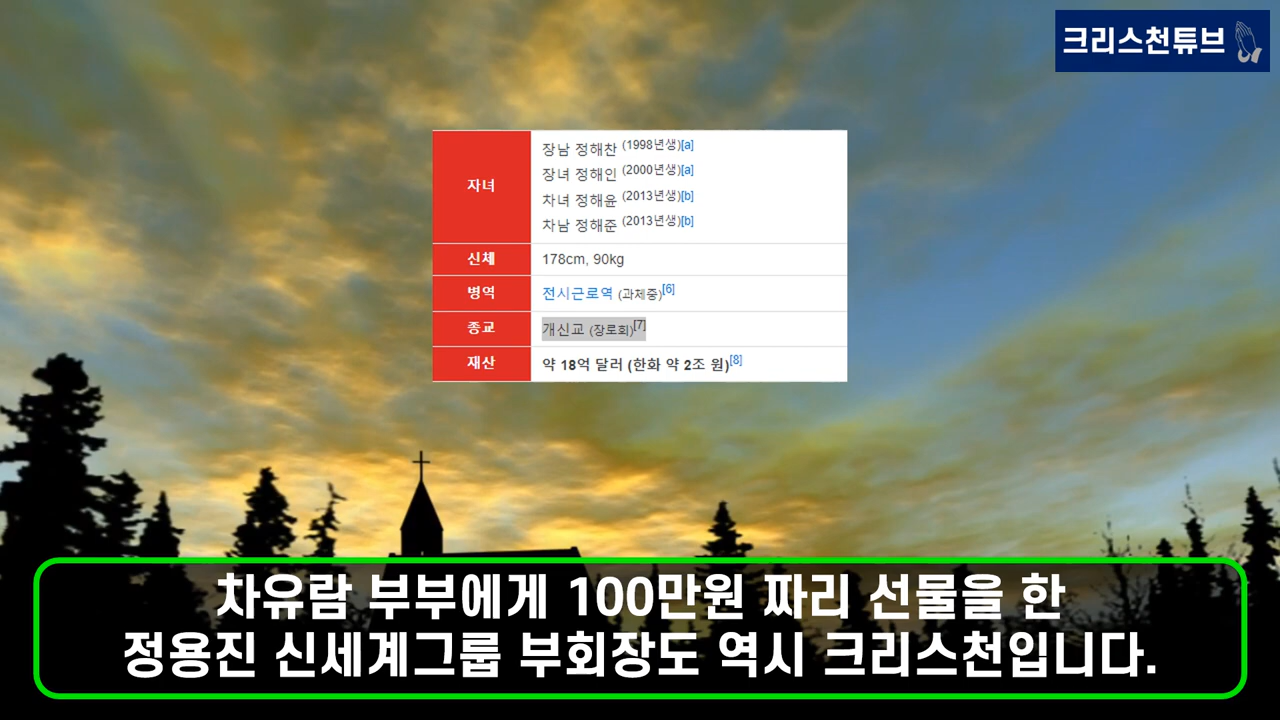 크리스천튜브
자녀
장남 정해찬 (1998년생)[a]
장녀 정해인 (2000년생)[a]
차녀 정해윤 (2013년생)[b]
차남 정해준 (2013년생)[b]
신체
178cm, 90kg
병역
전시근로역 (과체중)[6]
종교
개신교 (장로회)[7]
재산
약 18억 달러 (한화 약 2조 원)[8]
차유람 부부에게 100만원 짜리 선물을 한
정용진 신세계그룹 부회장도 역시 크리스천입니다.